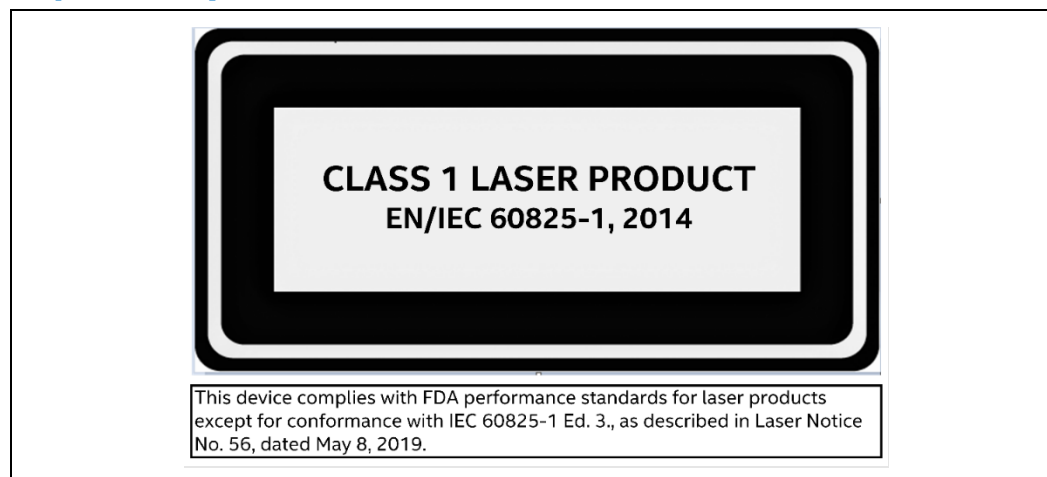 CLASS 1 LASER PRODUCT
EN/IEC 60825-1, 2014
This device complies with FDA performance standards for laser products
except for conformance with IEC 60825-1 Ed. 3., as described in Laser Notice
No. 56, dated May 8, 2019.